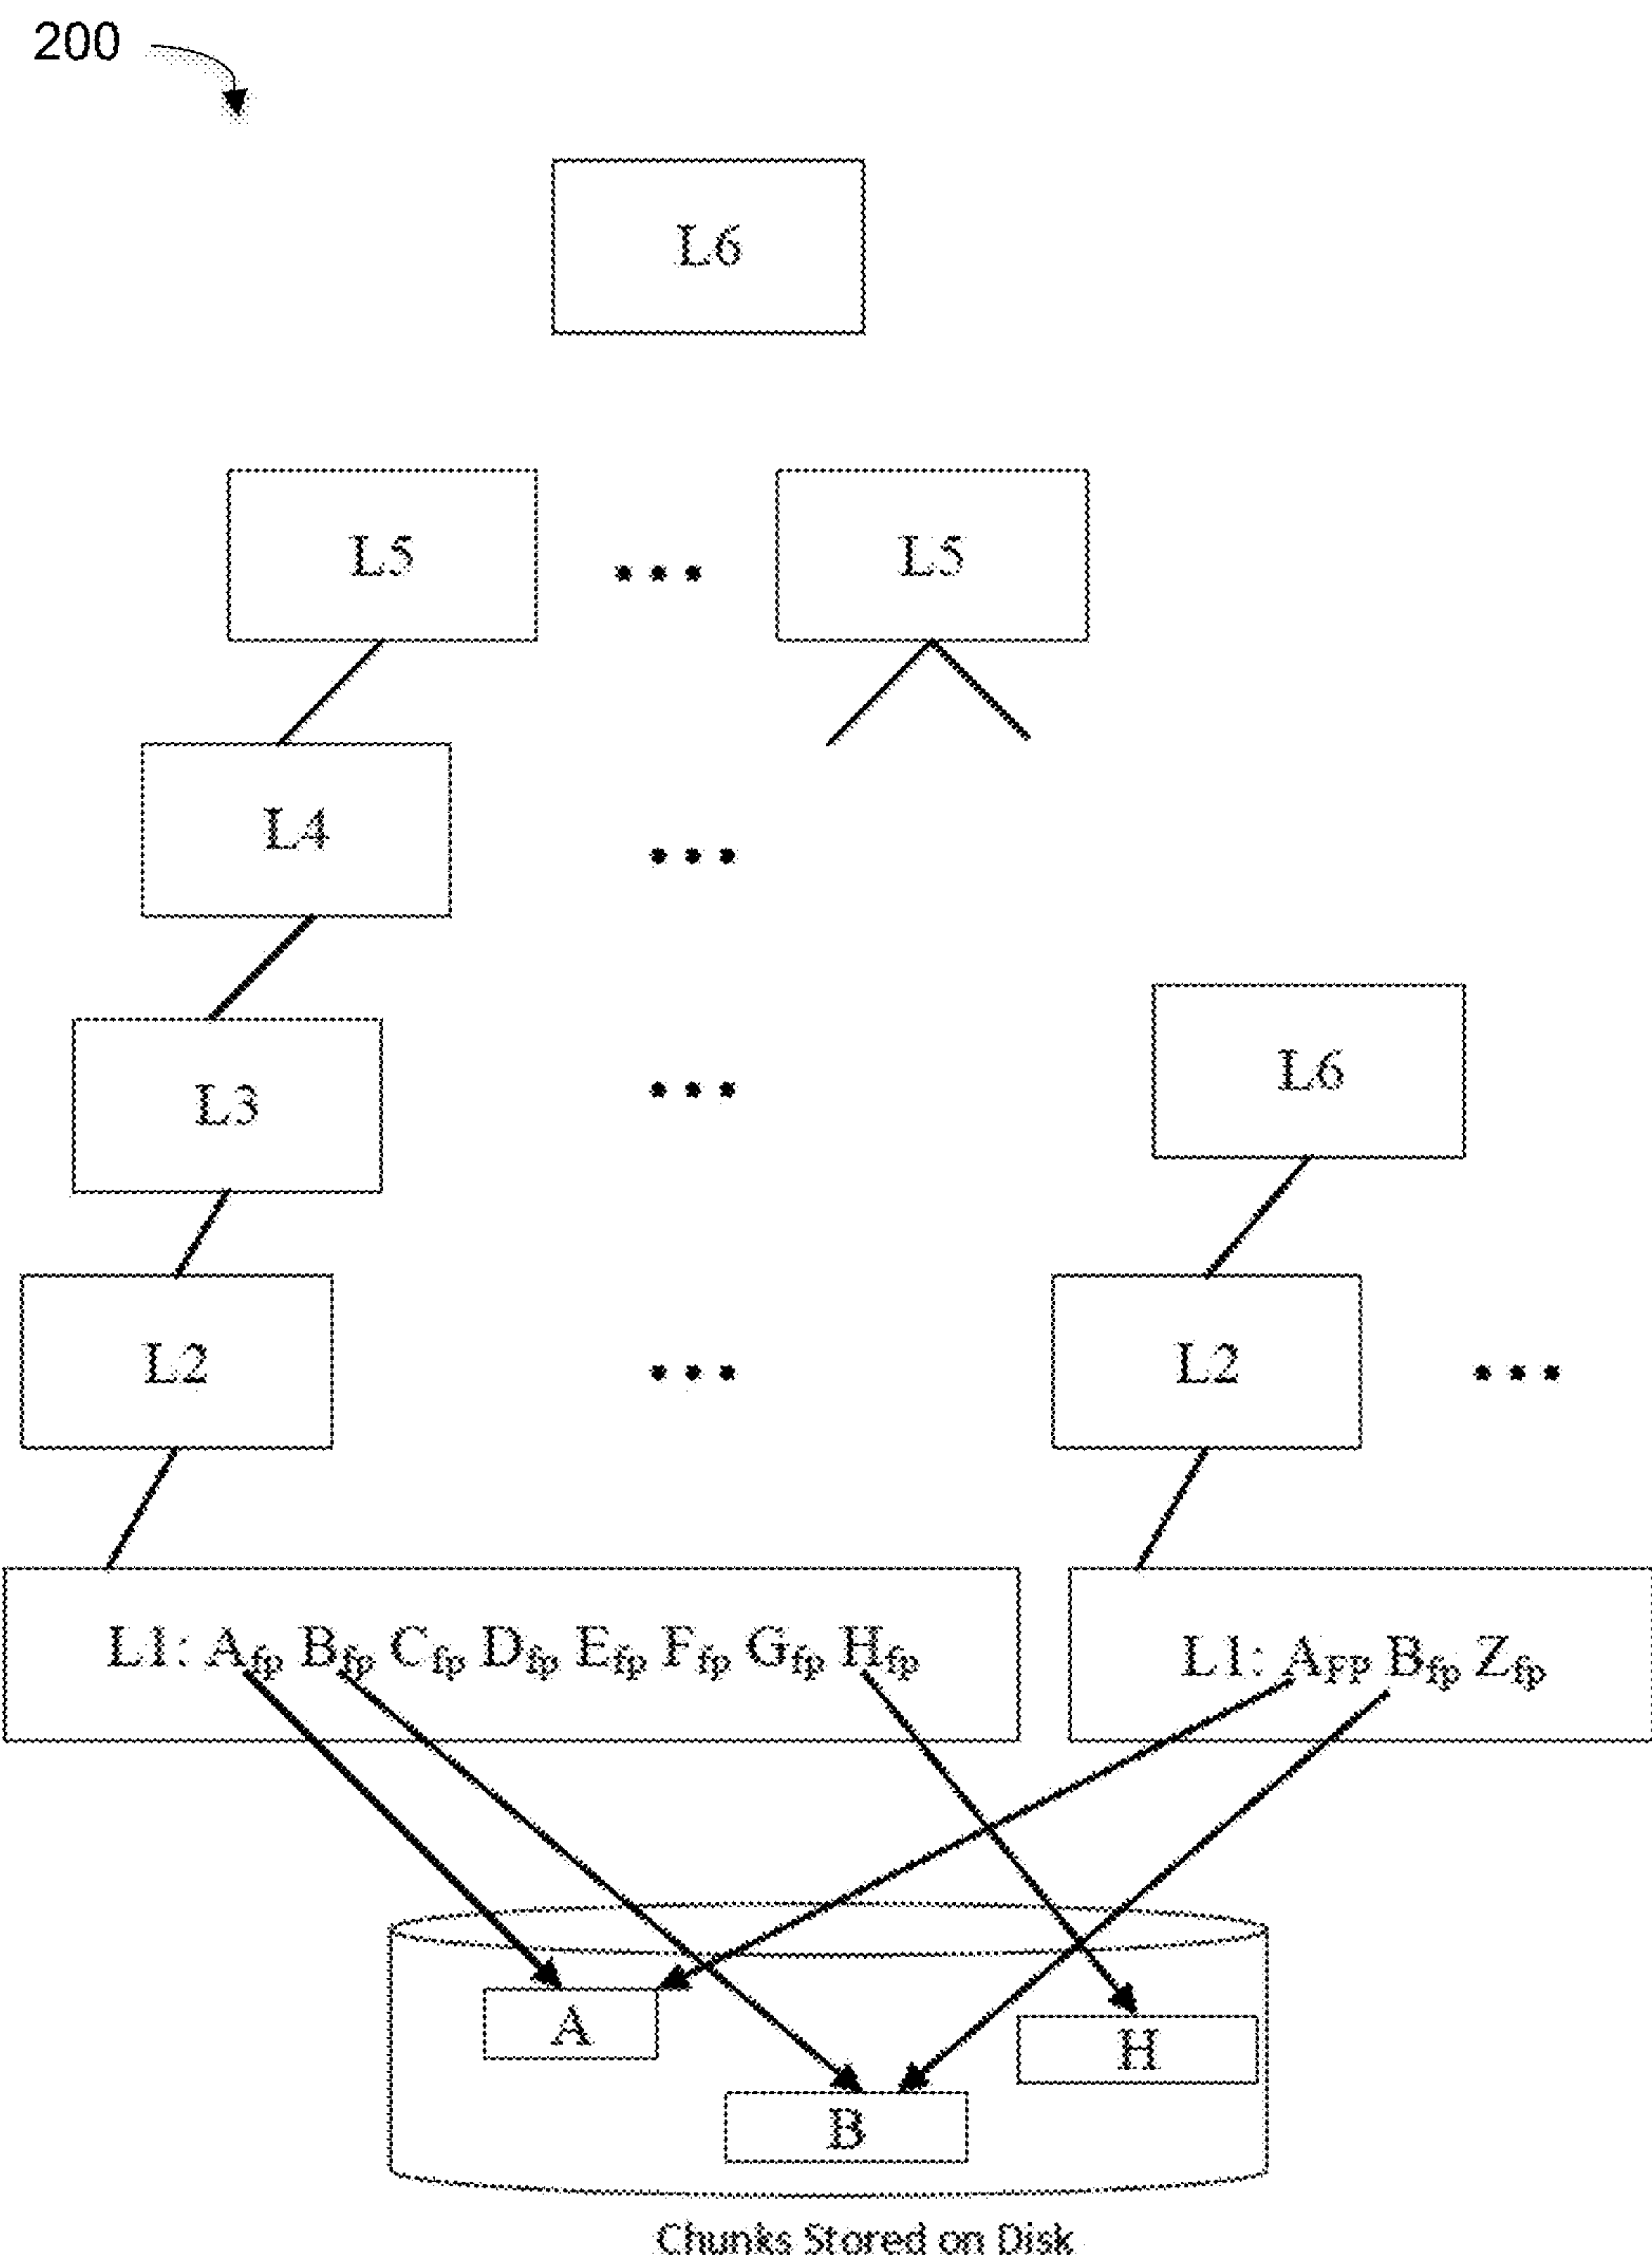 200
L6
L5 ••• L5
L4 •••
L3 •••
L6
L2 ••• L2 •••
L1: Afp Bfp Cfp Dfp Efp Ffp Gfp Hfp
L1: AFP Bfp Zfp
A
H
B
Chunks Stored on Disk